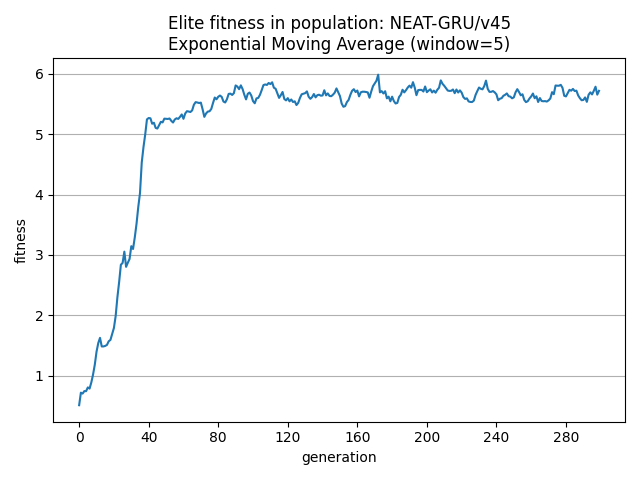 Elite fitness in population: NEAT-GRU/v45
Exponential Moving Average (window=5)
6
5
4
3
2
1
fitness
0 40 80 120 160 200 240 280
generation